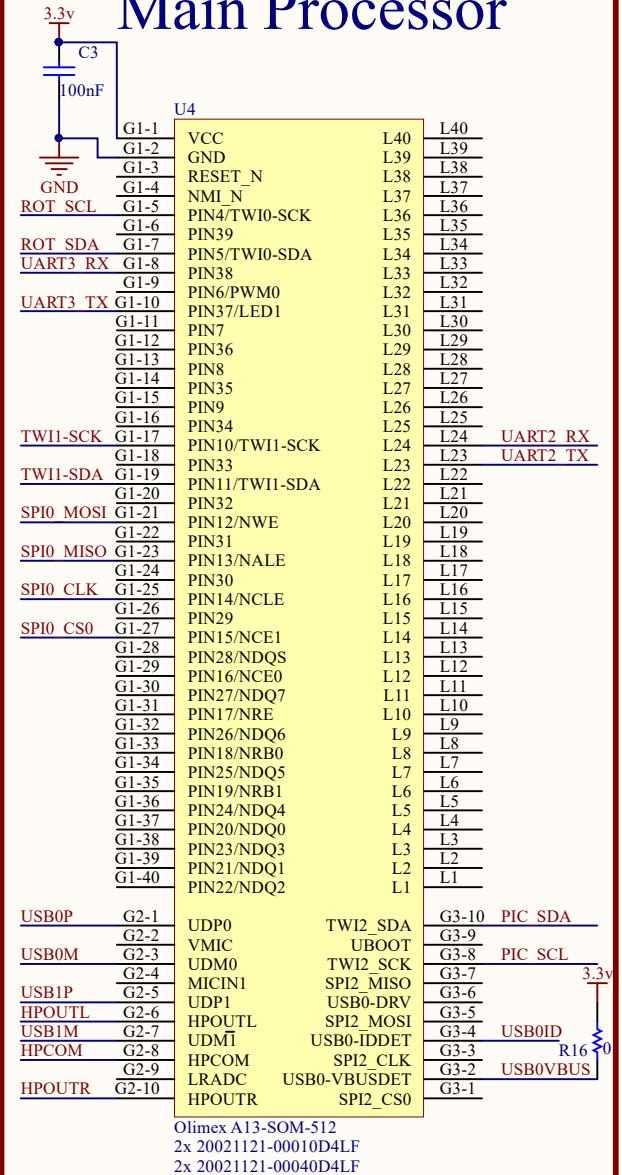 Main Processor
3.3v
C3
100nF
GND
U4
G1-1 VCC L40 L40
G1-2 GND L39 L39
G1-3 RESET_N L38 L38
G1-4 NMI_N L37 L37
ROT_SCL G1-5 PIN4/TWI0-SCK L36 L36
G1-6 PIN39 L35 L35
ROT_SDA G1-7 PIN5/TWI0-SDA L34 L34
UART3_RX G1-8 PIN38 L33 L33
G1-9 PIN6/PWM0 L32 L32
UART3_TX G1-10 PIN37/LED1 L31 L31
G1-11 PIN7 L30 L30
G1-12 PIN36 L29 L29
G1-13 PIN8 L28 L28
G1-14 PIN35 L27 L27
G1-15 PIN9 L26 L26
G1-16 PIN34 L25 L25
TWI1-SCK G1-17 PIN10/TWI1-SCK L24 L24 UART2_RX
G1-18 PIN33 L23 L23 UART2_TX
TWI1-SDA G1-19 PIN11/TWI1-SDA L22 L22
G1-20 PIN32 L21 L21
SPI0_MOSI G1-21 PIN12/NWE L20 L20
G1-22 PIN31 L19 L19
SPI0_MISO G1-23 PIN13/NALE L18 L18
G1-24 PIN30 L17 L17
SPI0_CLK G1-25 PIN14/NCLE L16 L16
G1-26 PIN29 L15 L15
SPI0_CS0 G1-27 PIN15/NCE1 L14 L14
G1-28 PIN28/NDQS L13 L13
G1-29 PIN16/NCE0 L12 L12
G1-30 PIN27/NDQ7 L11 L11
G1-31 PIN17/NRE L10 L10
G1-32 PIN26/NDQ6 L9 L9
G1-33 PIN18/NRB0 L8 L8
G1-34 PIN25/NDQ5 L7 L7
G1-35 PIN19/NRB1 L6 L6
G1-36 PIN24/NDQ4 L5 L5
G1-37 PIN20/NDQ0 L4 L4
G1-38 PIN23/NDQ3 L3 L3
G1-39 PIN21/NDQ1 L2 L2
G1-40 PIN22/NDQ2 L1 L1
USB0P G2-1 UDP0 TWI2_SDA G3-10 PIC_SDA
G2-2 VMIC UBOOT G3-9
USB0M G2-3 UDM0 TWI2_SCK G3-8 PIC_SCL
G2-4 MICIN1 SPI2_MISO G3-7
3.3v
USB1P G2-5 UDP1 USB0-DRV G3-6
HPOUTL G2-6 HPOUTL SPI2_MOSI G3-5
USB1M G2-7 UDM1 USB0-IDDET G3-4 USB0ID
HPCOM G2-8 HPCOM SPI2_CLK G3-3
R16 0
G2-9 LRADC USB0-VBUSDET G3-2 USB0VBUS
HPOUTR G2-10 HPOUTR SPI2_CS0 G3-1
Olimex A13-SOM-512
2x 20021121-00010D4LF
2x 20021121-00040D4LF